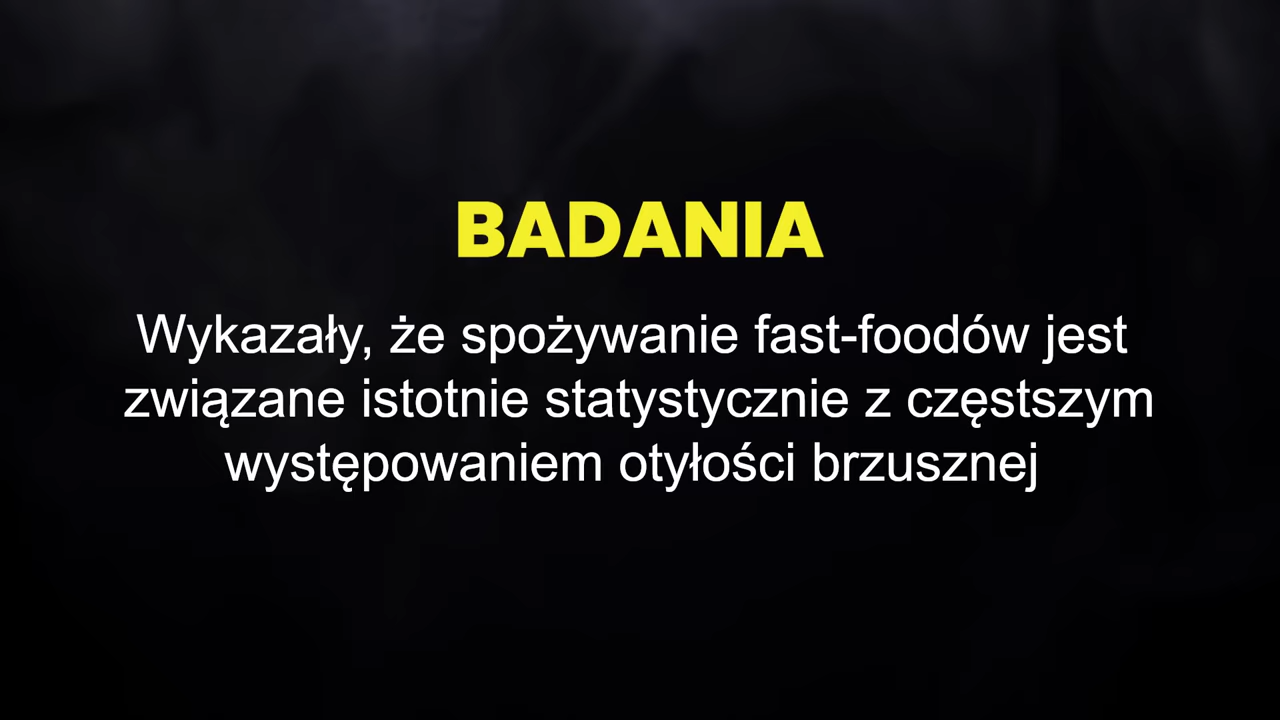 BADANIA
Wykazały, że spożywanie fast-foodów jest
związane istotnie statystycznie z częstszym
występowaniem otyłości brzusznej